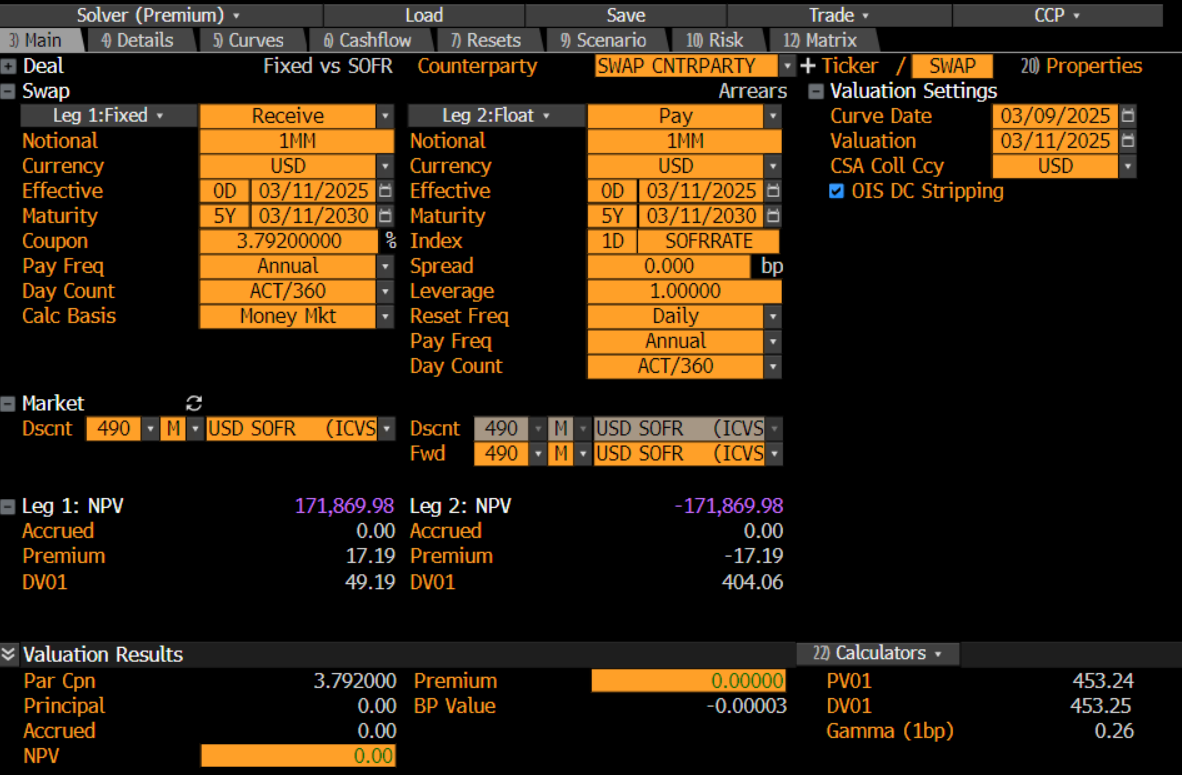 Solver (Premium) Load Save Trade CCP
3) Main 4) Details 5) Curves 6) Cashflow 7) Resets 9) Scenario 10) Risk 12) Matrix
Deal Fixed vs SOFR Counterparty SWAP CNTRPARTY Ticker / SWAP 20) Properties
Swap Arrears Valuation Settings
Leg 1:Fixed Receive Leg 2:Float Pay Curve Date 03/09/2025
Notional 1MM Notional 1MM Valuation 03/11/2025
Currency USD Currency USD CSA Coll Ccy USD
Effective 0D 03/11/2025 Effective 0D 03/11/2025 OIS DC Stripping
Maturity 5Y 03/11/2030 Maturity 5Y 03/11/2030
Coupon 3.79200000 % Index 1D SOFRRATE
Pay Freq Annual Spread 0.000 bp
Day Count ACT/360 Leverage 1.00000
Calc Basis Money Mkt Reset Freq Daily
Pay Freq Annual
Day Count ACT/360
Market
Dscnt 490 M USD SOFR (ICVS Dscnt 490 M USD SOFR (ICVS
Fwd 490 M USD SOFR (ICVS
Leg 1: NPV 171,869.98 Leg 2: NPV -171,869.98
Accrued 0.00 Accrued 0.00
Premium 17.19 Premium -17.19
DV01 49.19 DV01 404.06
Valuation Results 22) Calculators
Par Cpn 3.792000 Premium 0.00000 PV01 453.24
Principal 0.00 BP Value -0.00003 DV01 453.25
Accrued 0.00 Gamma (1bp) 0.26
NPV 0.00